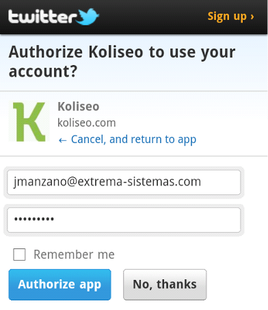 twitter
Sign up ›
Authorize Koliseo to use your
account?
Koliseo
koliseo.com
← Cancel, and return to app
jmanzano@extrema-sistemas.com
•••••••••
Remember me
Authorize app
No, thanks